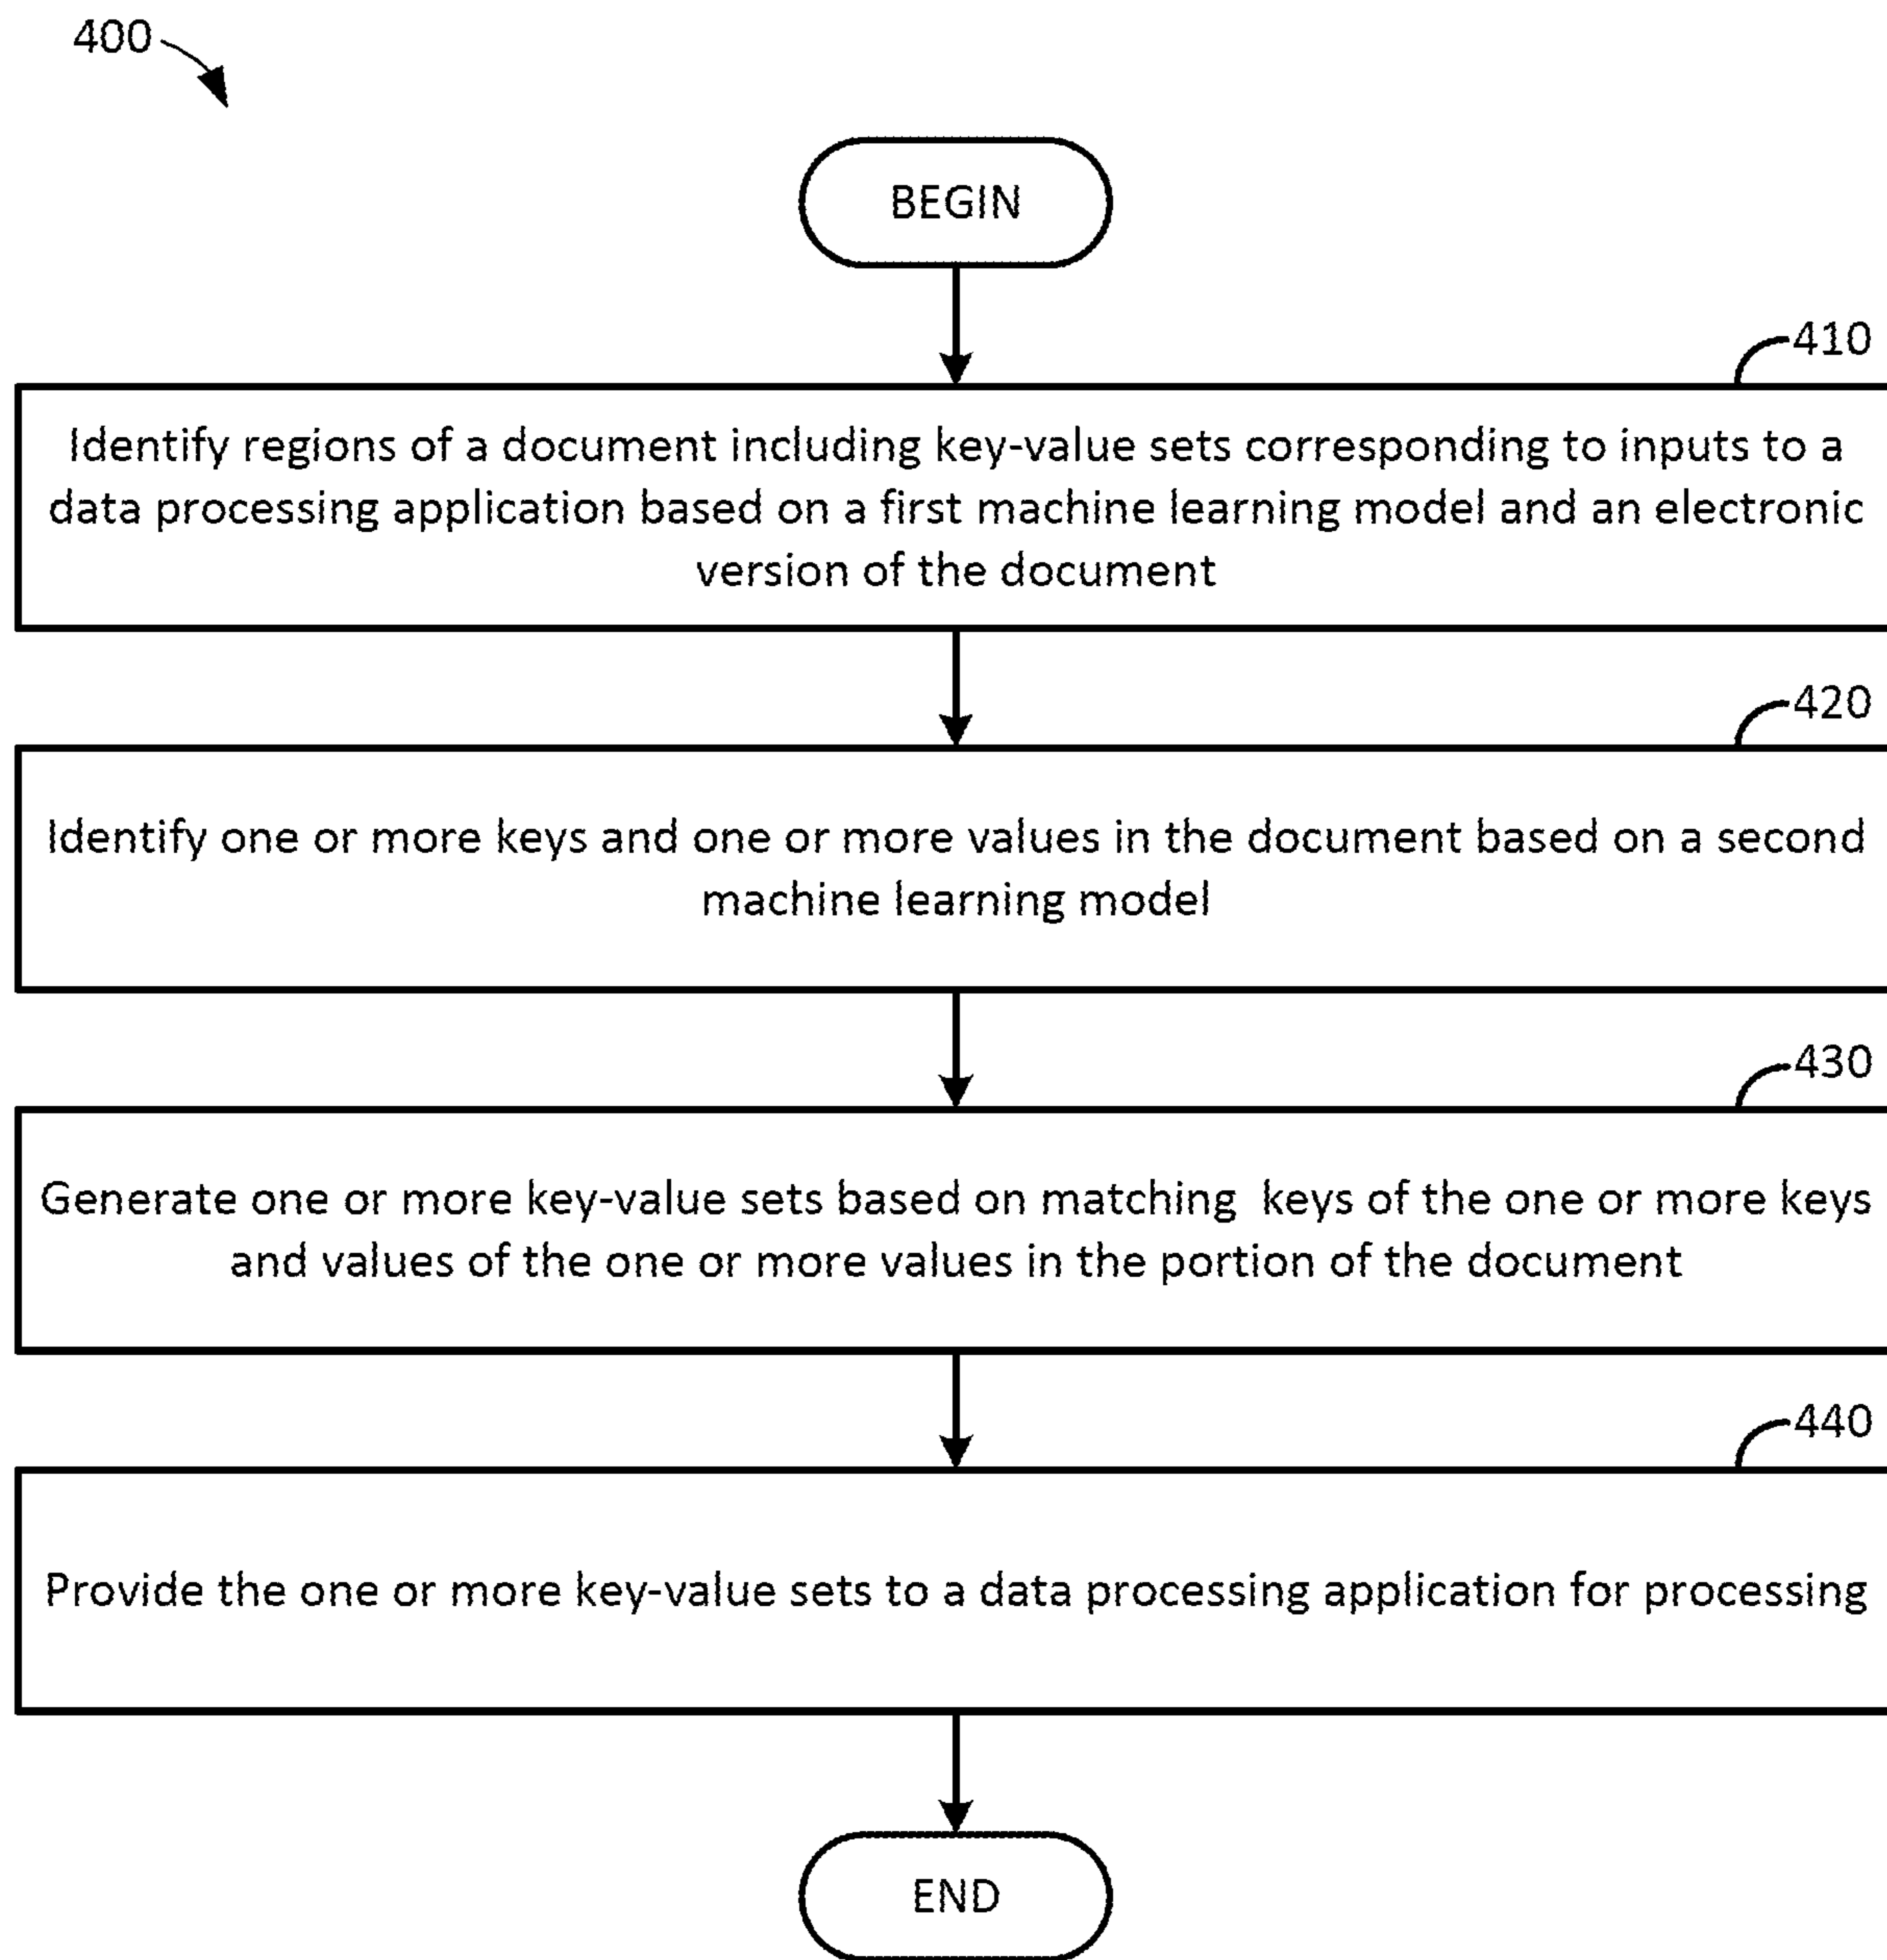 400
BEGIN
410
Identify regions of a document including key-value sets corresponding to inputs to a
data processing application based on a first machine learning model and an electronic
version of the document
420
Identify one or more keys and one or more values in the document based on a second
machine learning model
430
Generate one or more key-value sets based on matching  keys of the one or more keys
and values of the one or more values in the portion of the document
440
Provide the one or more key-value sets to a data processing application for processing
END